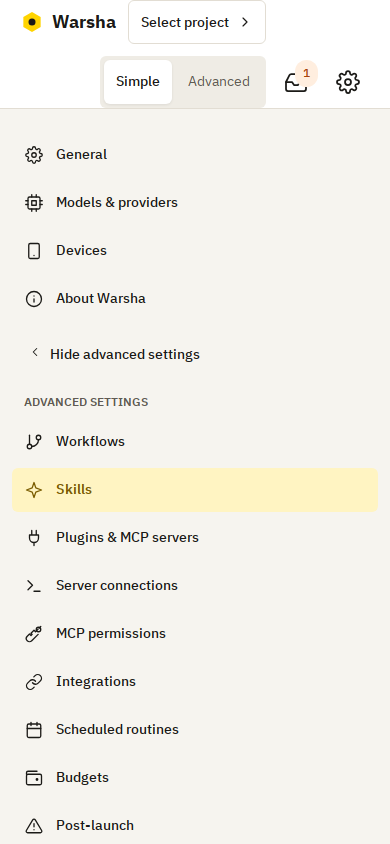 Warsha
Select project
Simple
Advanced
1
General
Models & providers
Devices
About Warsha
Hide advanced settings
ADVANCED SETTINGS
Workflows
Skills
Plugins & MCP servers
Server connections
MCP permissions
Integrations
Scheduled routines
Budgets
Post-launch